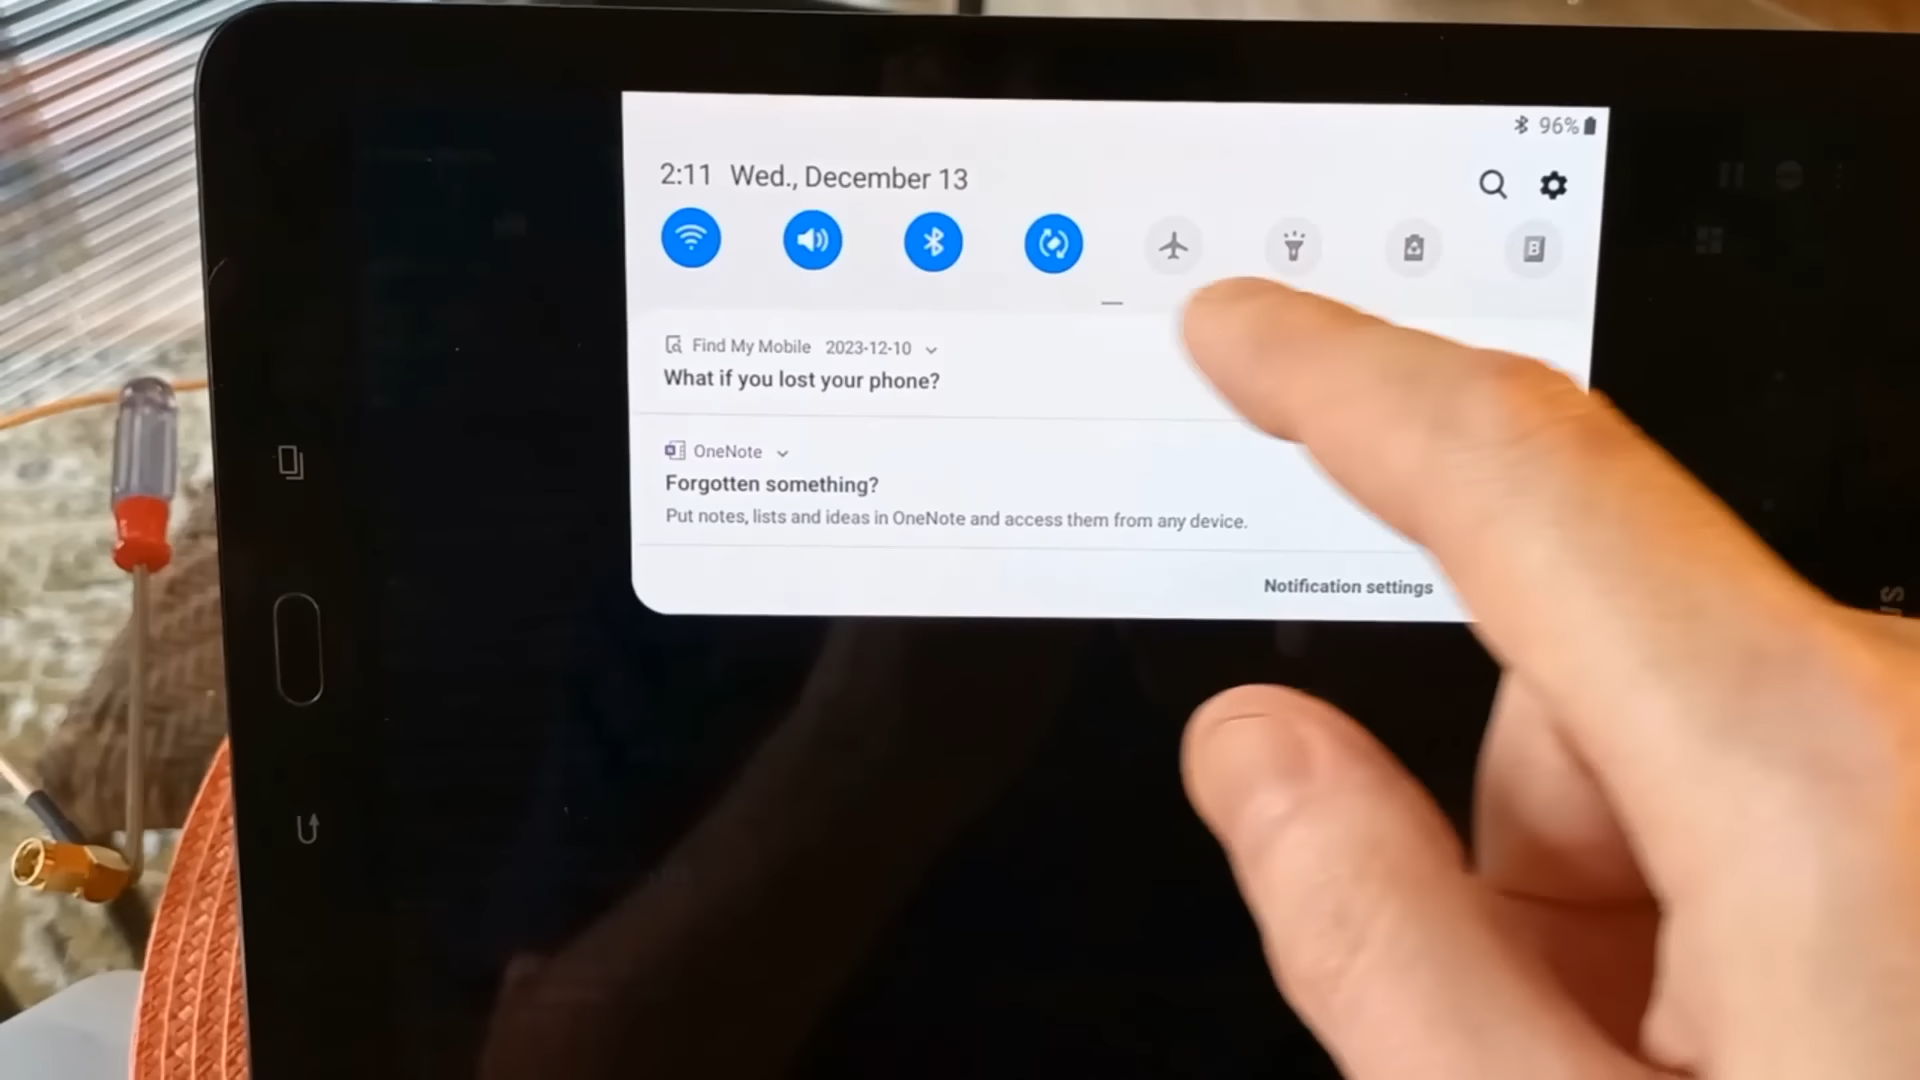 96%
2:11 Wed., December 13
B
Find My Mobile 2023-12-10
What if you lost your phone?
N OneNote
Forgotten something?
Put notes, lists and ideas in OneNote and access them from any device.
Notification settings